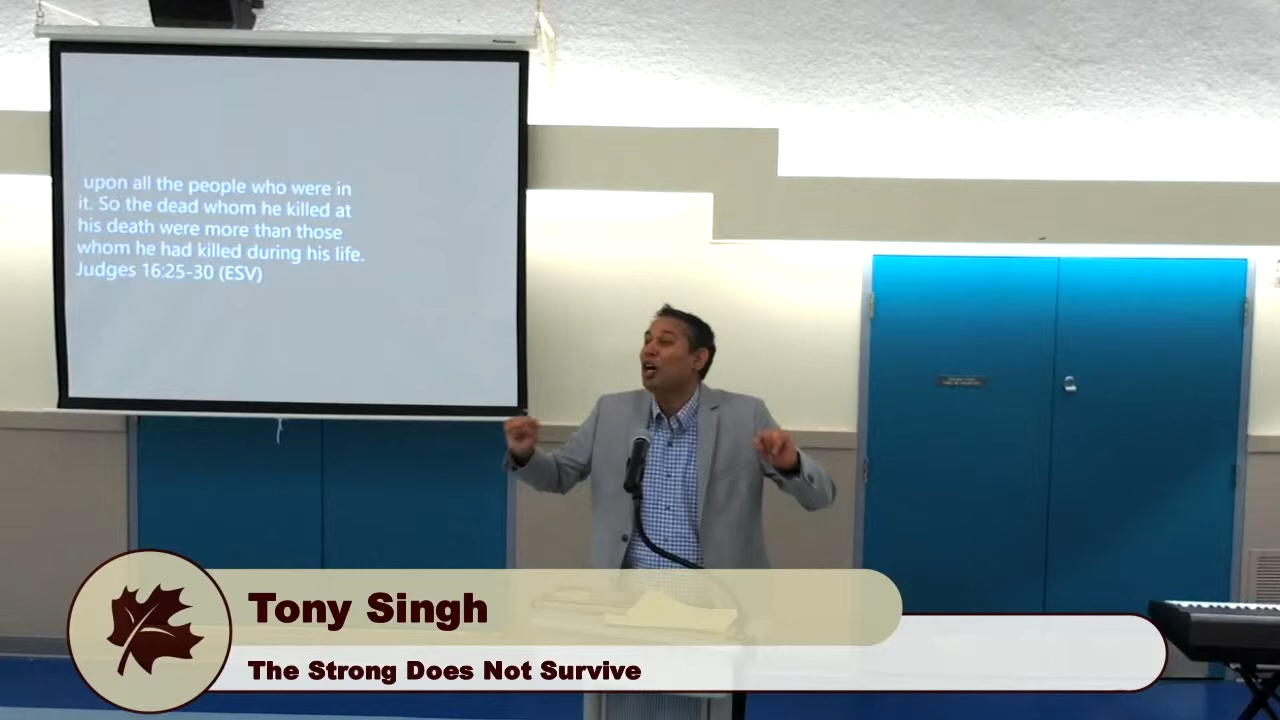 upon all the people who were in
it. So the dead whom he killed at
his death were more than those
whom he had killed during his life.
Judges 16:25-30 (ESV)
Tony Singh
The Strong Does Not Survive